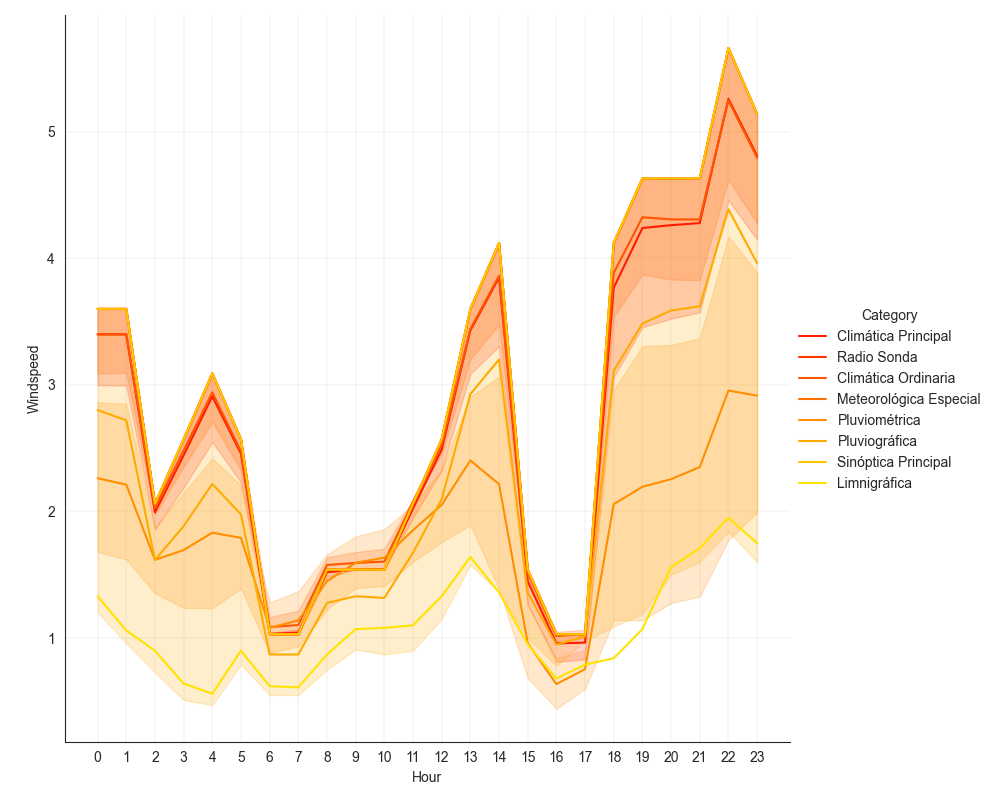 5
4
3
2
1
Windspeed
0 1 2 3 4 5 6 7 8 9 10 11 12 13 14 15 16 17 18 19 20 21 22 23
Hour
Category
Climática Principal
Radio Sonda
Climática Ordinaria
Meteorológica Especial
Pluviométrica
Pluviográfica
Sinóptica Principal
Limnigráfica